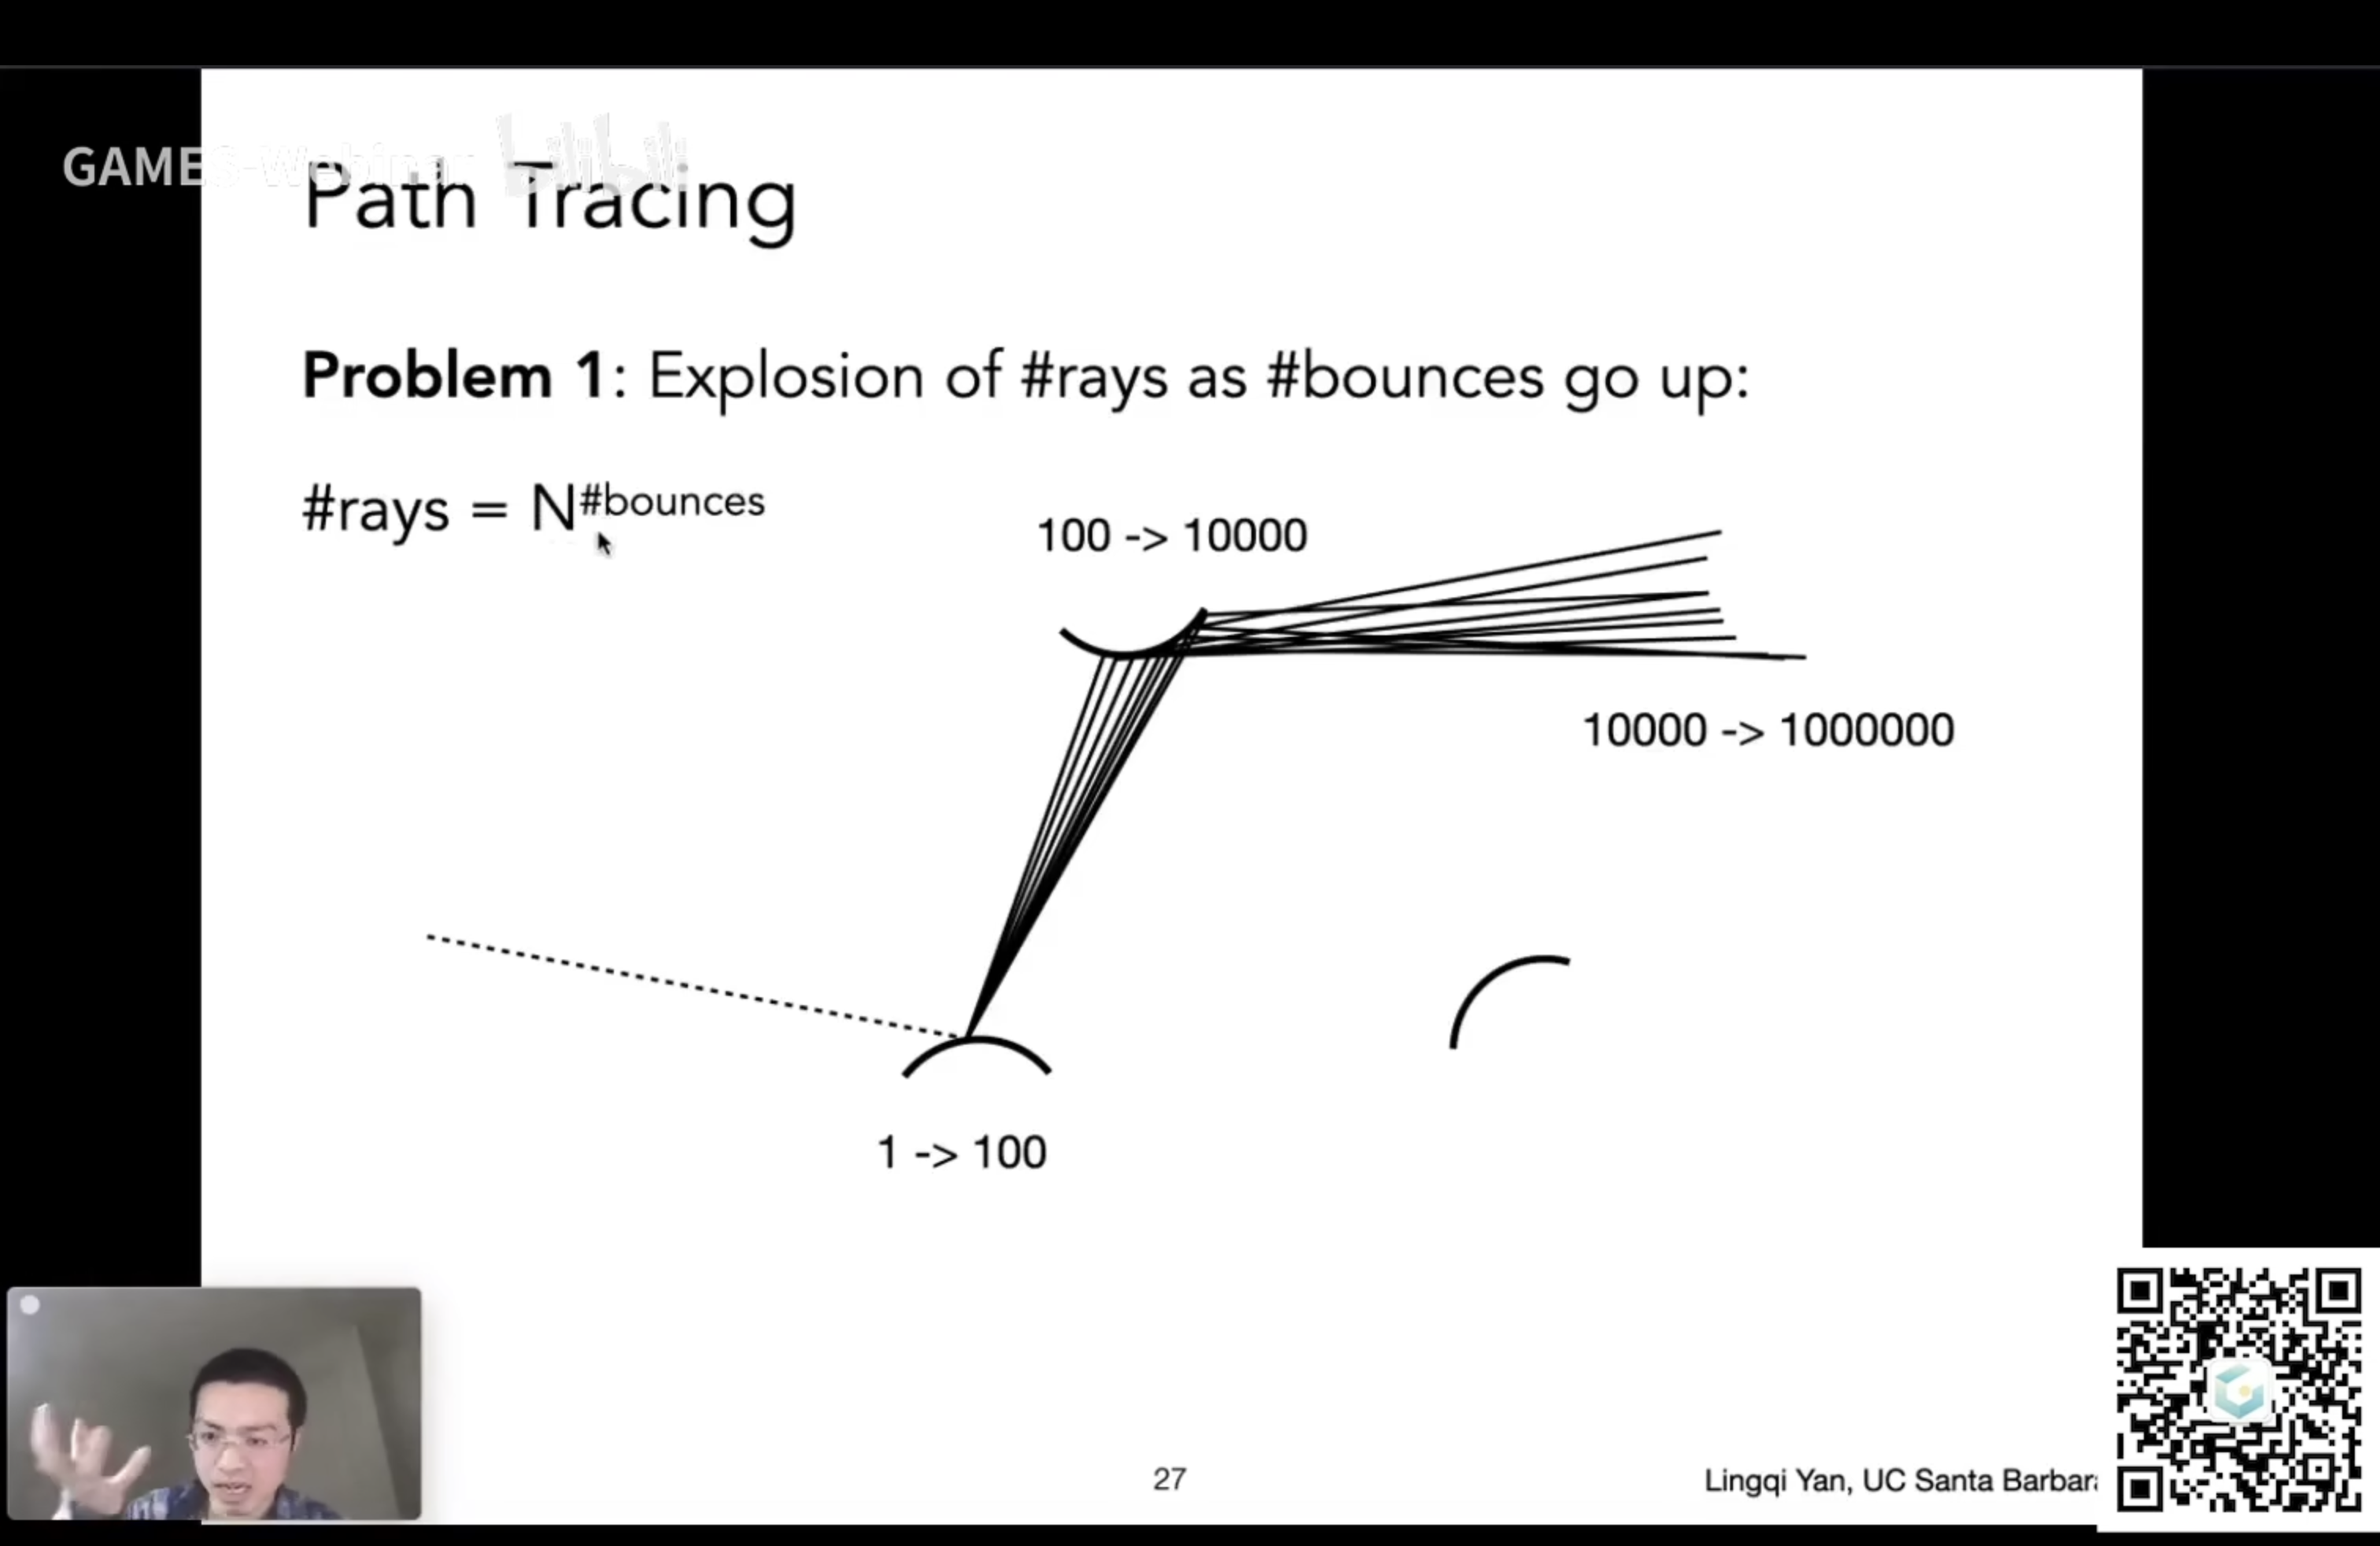 GAMES-Webinar bilibili
Path Tracing
Problem 1: Explosion of #rays as #bounces go up:
#rays = N#bounces
100 -> 10000
10000 -> 1000000
1 -> 100
27
Lingqi Yan, UC Santa Barbara